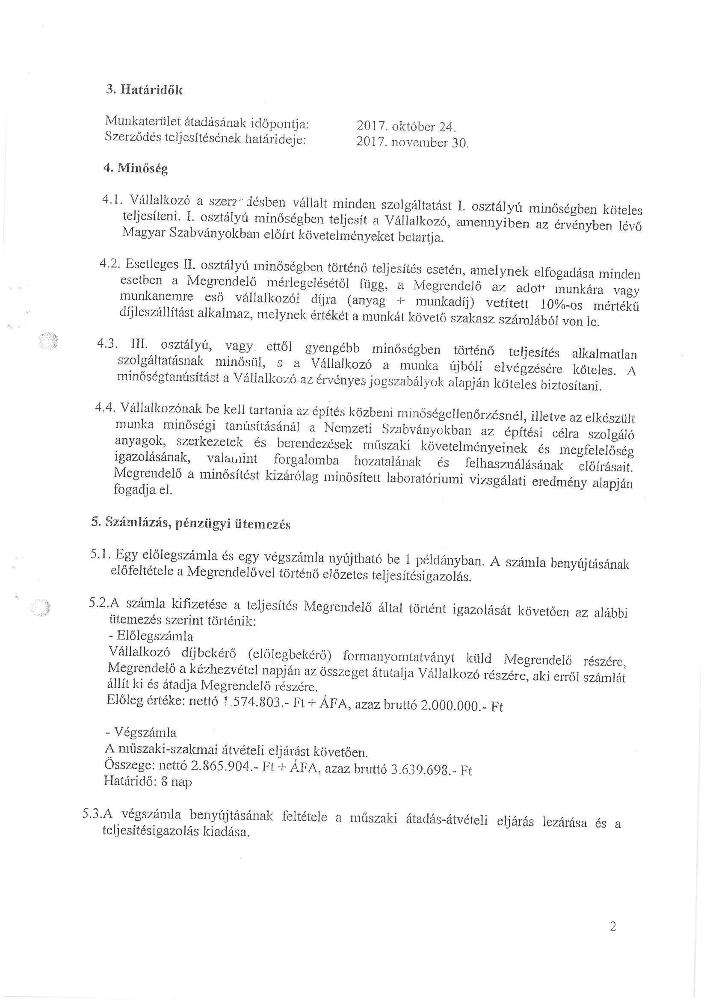 3. Határidők
Munkaterület átadásának időpontja: 2017. október 24.
Szerződés teljesítésének határideje: 2017. november 30.
4. Minőség
4.1. Vállalkozó a vállalt minden szolgáltatást I. osztályú minőségben köteles
teljesíteni. I. osztályú minőségben teljesít a Vállalkozó, amennyiben az érvényben lévő
Magyar Szabványokban előírt követelményeket betartja.
4.2. Esetleges II. osztályú minőségben történő teljesítés esetén, amelynek elfogadása minden
esetben a Megrendelő mérlegelésétől függ, a Megrendelő az adott munkára vagy
munkanemre eső vállalkozói díjra (anyag + munkadíj) vetített 10%-os mértékű
díjleszállítást alkalmaz, melynek értékét a munkát követő szakasz számlából von le.
4.3. III. osztályú, vagy ettől gyengébb minőségben történő teljesítés alkalmatlan
szolgáltatásnak minősül, s a Vállalkozó a munka újbóli elvégzésére köteles. A
minőségtanúsítást a Vállalkozó az érvényes jogszabályok alapján köteles biztosítani.
4.4. Vállalkozónak be kell tartania az építés közbeni minőségellenőrzésnél, illetve az elkészült
munka minőségi tanúsításánál a Nemzeti Szabványokban az építési célra szolgáló
anyagok, szerkezetek és berendezések műszaki követelményeinek és megfelelőség
igazolásának, valamint forgalomba hozatalának és felhasználásának előírásait.
Megrendelő a minősítést kizárólag minősített laboratóriumi vizsgálati eredmény alapján
fogadja el.
5. Számlázás, pénzügyi ütemezés
5.1. Egy előlegszámla és egy végszámla nyújtható be 1 példányban. A számla benyújtásának
előfeltétele a Megrendelővel történő előzetes teljesítésigazolás.
5.2.A számla kifizetése a teljesítés Megrendelő által történt igazolását követően az alábbi
ütemezés szerint történik:
- Előlegszámla
Vállalkozó díjbekérő (előlegbekérő) formanyomtatványt küld Megrendelő részére,
Megrendelő a kézhezvétel napján az összeget átutalja Vállalkozó részére, aki erről számlát
állít ki és átadja Megrendelő részére.
Előleg értéke: nettó 1.574.803.- Ft + ÁFA, azaz bruttó 2.000.000.- Ft
- Végszámla
A műszaki-szakmai átvételi eljárást követően.
Összege: nettó 2.865.904.- Ft + ÁFA, azaz bruttó 3.639.698.- Ft
Határidő: 8 nap
5.3.A végszámla benyújtásának feltétele a műszaki átadás-átvételi eljárás lezárása és a
teljesítésigazolás kiadása.
2